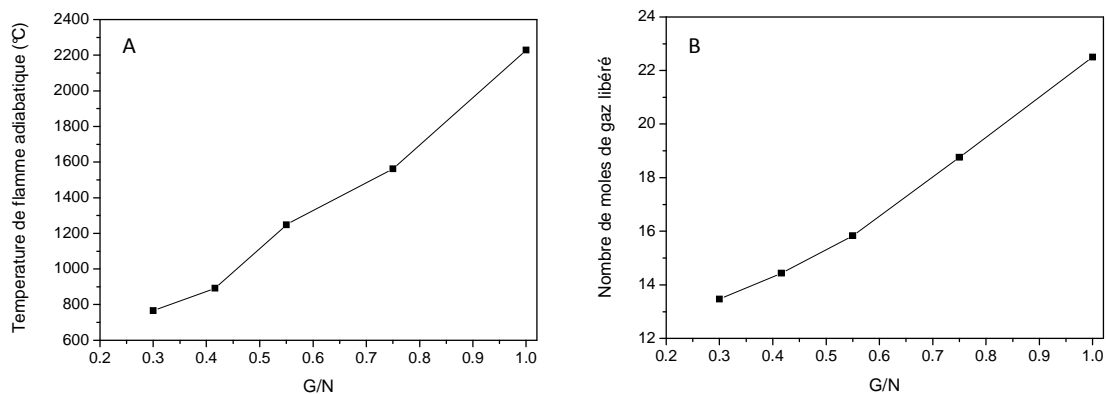 A
Temperature de flamme adiabatique (°C)
2400
2200
2000
1800
1600
1400
1200
1000
800
600
0.2 0.3 0.4 0.5 0.6 0.7 0.8 0.9 1.0
G/N
B
Nombre de moles de gaz libéré
24
22
20
18
16
14
12
0.2 0.3 0.4 0.5 0.6 0.7 0.8 0.9 1.0
G/N